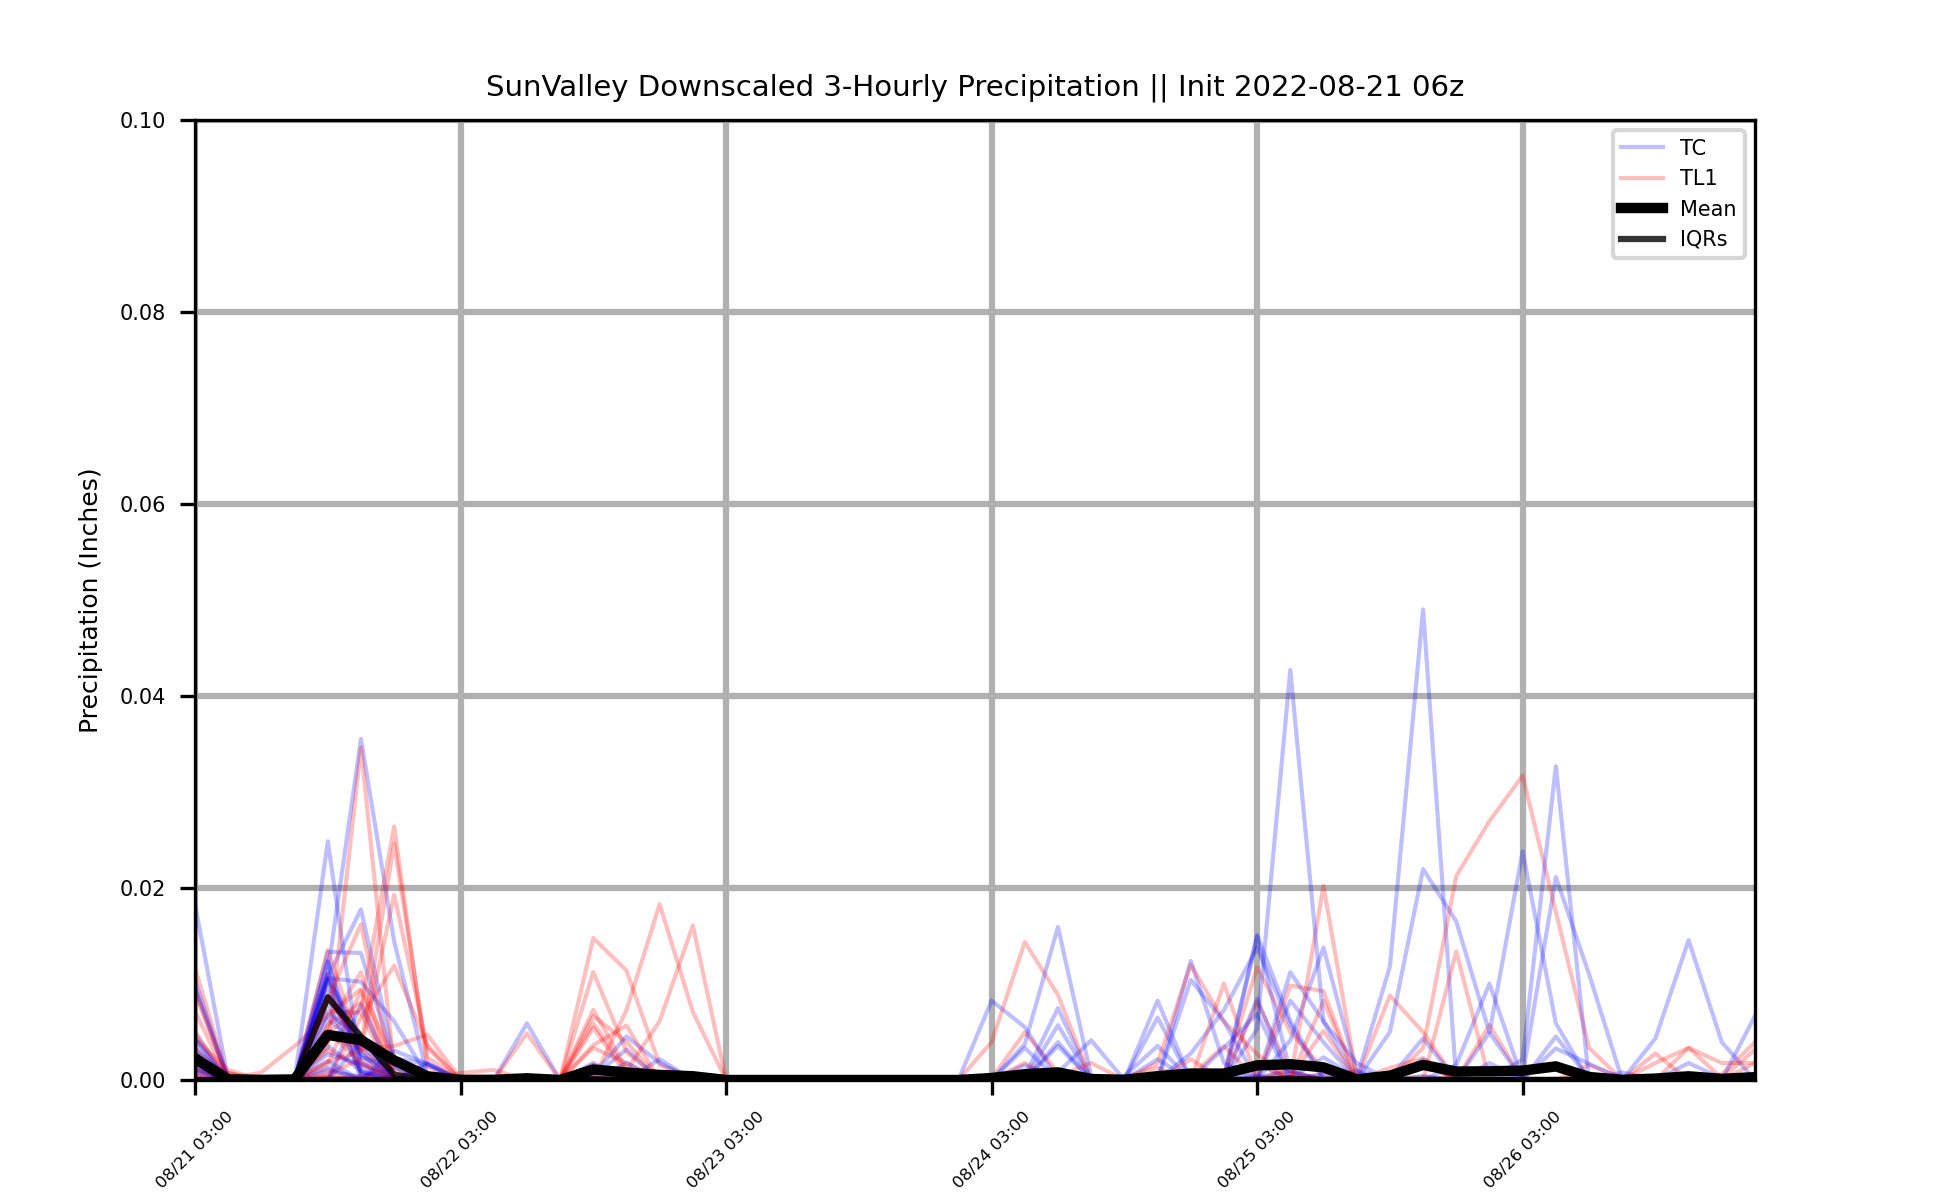 SunValley Downscaled 3-Hourly Precipitation || Init 2022-08-21 06z
0.10
0.08
0.06
0.04
0.02
0.00
Precipitation (Inches)
TC
TL1
Mean
IQRs
08/21 03:00
08/22 03:00
08/23 03:00
08/24 03:00
08/25 03:00
08/26 03:00